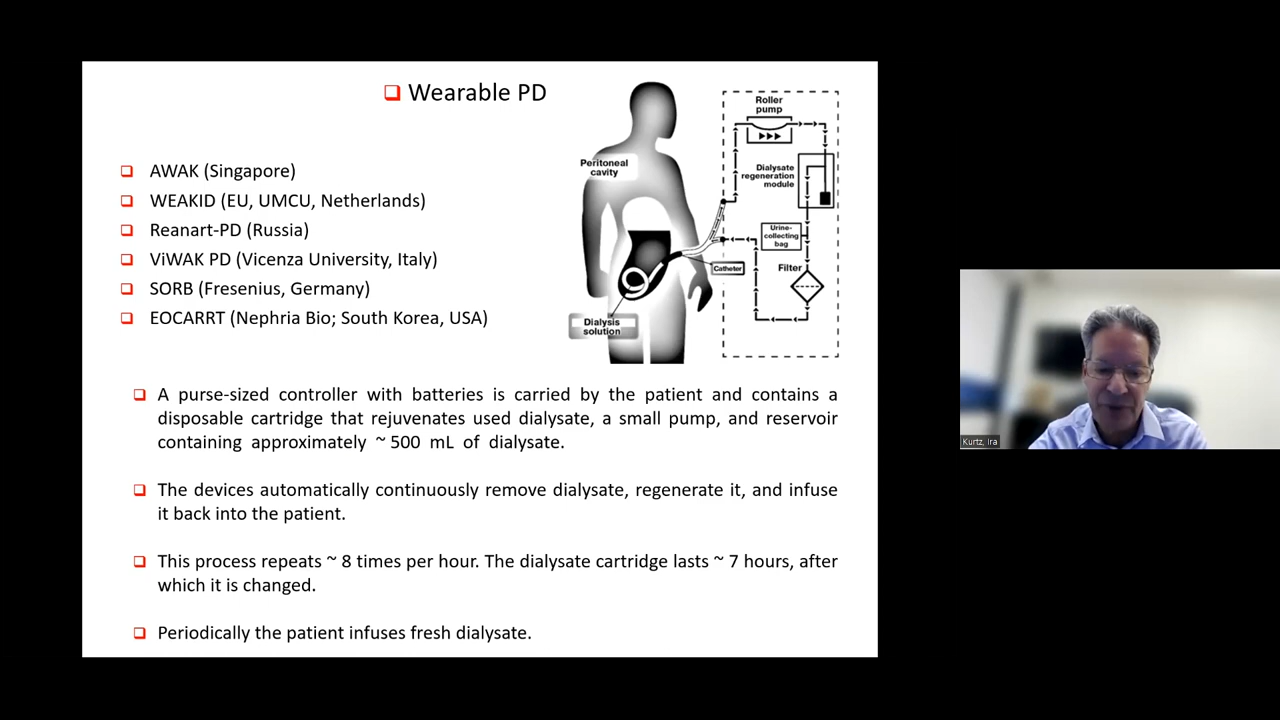 ❑ Wearable PD
❑ AWAK (Singapore)
❑ WEAKID (EU, UMCU, Netherlands)
❑ Reanart-PD (Russia)
❑ ViWAK PD (Vicenza University, Italy)
❑ SORB (Fresenius, Germany)
❑ EOCARRT (Nephria Bio; South Korea, USA)
Roller
pump
Peritoneal
cavity
Dialysate
regeneration
module
Urine-
collecting
bag
Catheter
Filter
Dialysis
solution
❑ A purse-sized controller with batteries is carried by the patient and contains a
disposable cartridge that rejuvenates used dialysate, a small pump, and reservoir
containing approximately ~ 500 mL of dialysate.
❑ The devices automatically continuously remove dialysate, regenerate it, and infuse
it back into the patient.
❑ This process repeats ~ 8 times per hour. The dialysate cartridge lasts ~ 7 hours, after
which it is changed.
❑ Periodically the patient infuses fresh dialysate.
Kurtz, Ira